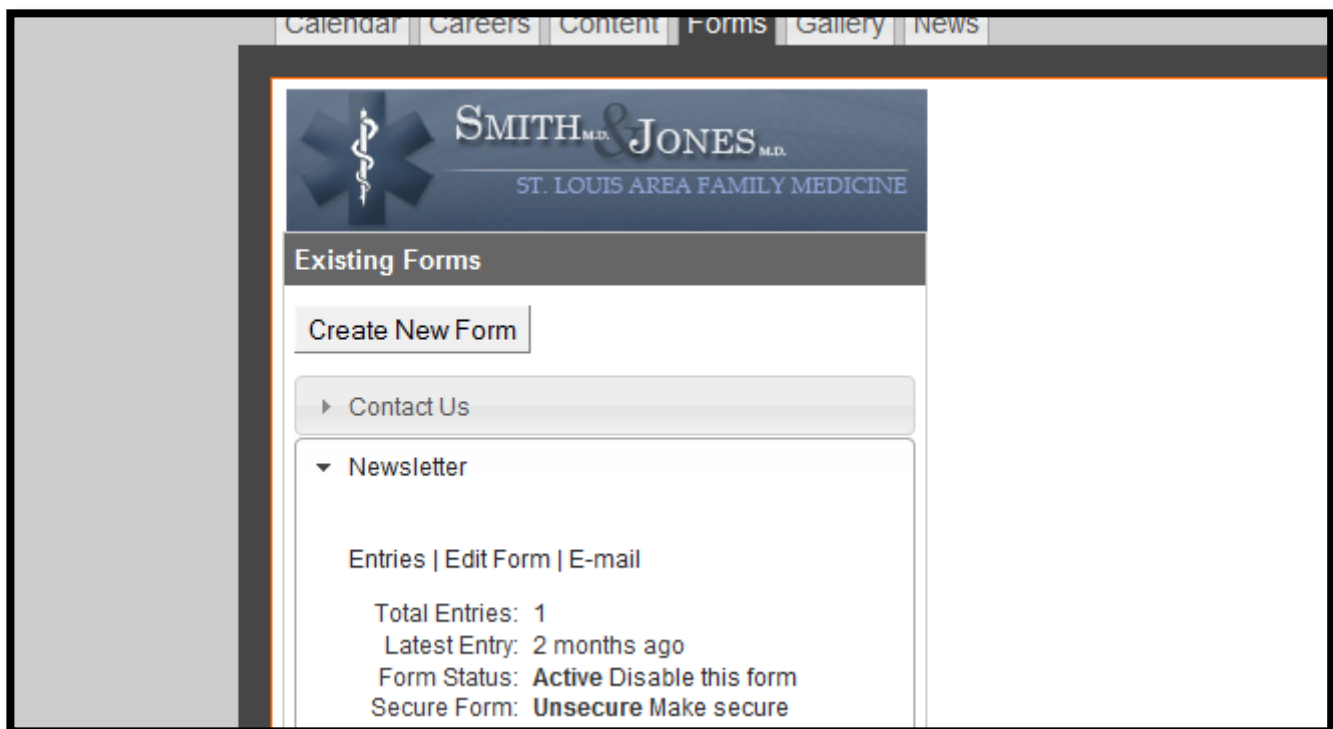 Calendar Careers Content Forms Gallery News
SMITH M.D. & JONES M.D.
ST. LOUIS AREA FAMILY MEDICINE
Existing Forms
Create New Form
Contact Us
Newsletter
Entries | Edit Form | E-mail
Total Entries: 1
Latest Entry: 2 months ago
Form Status: Active Disable this form
Secure Form: Unsecure Make secure